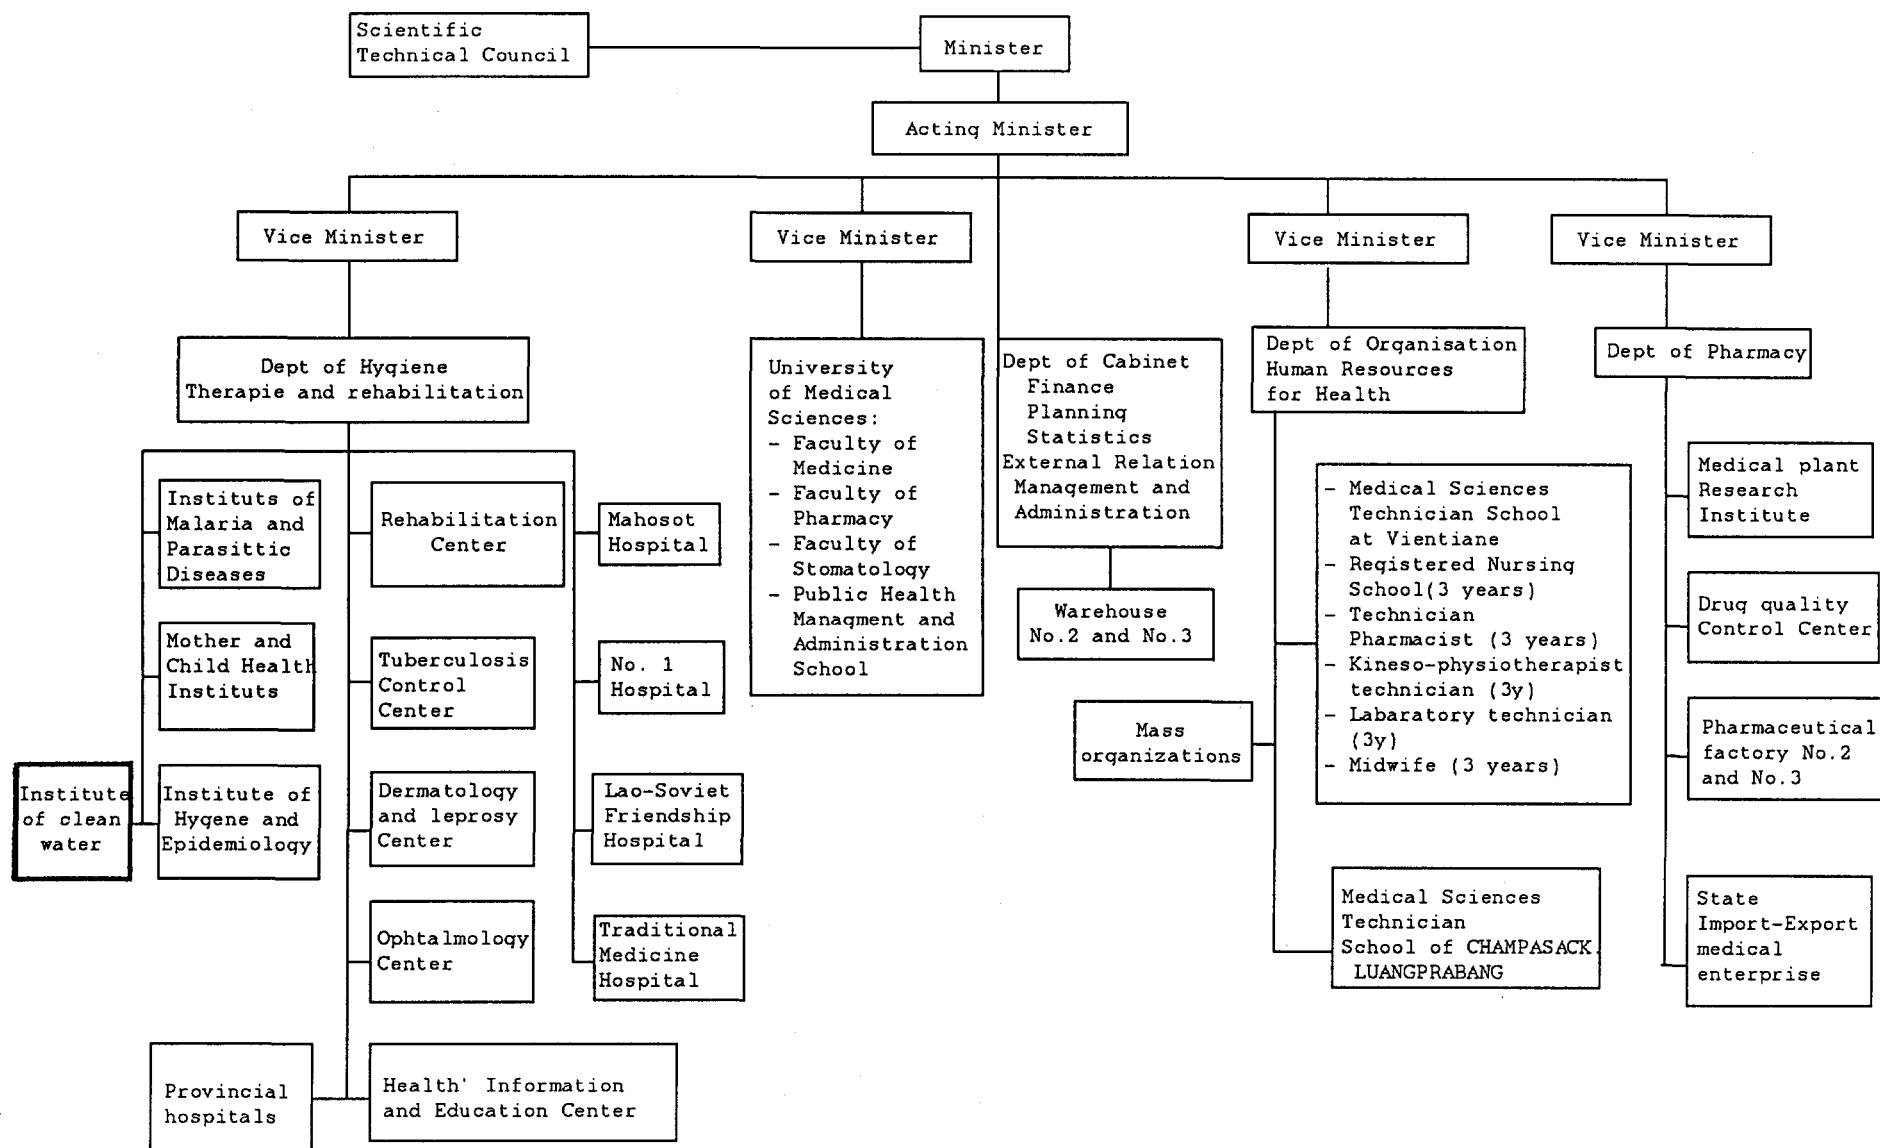 Scientific
Technical Council
Minister
Acting Minister
Vice Minister
Vice Minister
Vice Minister
Vice Minister
Dept of Hygiene
Therapie and rehabilitation
University
of Medical
Sciences:
- Faculty of
Medicine
- Faculty of
Pharmacy
- Faculty of
Stomatology
- Public Health
Managment and
Administration
School
Dept of Cabinet
Finance
Planning
Statistics
External Relation
Management and
Administration
Dept of Organisation
Human Resources
for Health
Dept of Pharmacy
Instituts of
Malaria and
Parasittic
Diseases
Rehabilitation
Center
Mahosot
Hospital
Warehouse
No.2 and No.3
- Medical Sciences
Technician School
at Vientiane
- Registered Nursing
School(3 years)
- Technician
Pharmacist (3 years)
- Kineso-physiotherapist
technician (3y)
- Labaratory technician
(3y)
- Midwife (3 years)
Medical plant
Research
Institute
Mother and
Child Health
Instituts
Tuberculosis
Control
Center
No. 1
Hospital
Drug quality
Control Center
Mass
organizations
Pharmaceutical
factory No.2
and No.3
Institute
of clean
water
Institute of
Hygene and
Epidemiology
Dermatology
and leprosy
Center
Lao-Soviet
Friendship
Hospital
Ophtalmology
Center
Traditional
Medicine
Hospital
Medical Sciences
Technician
School of CHAMPASACK
LUANGPRABANG
State
Import-Export
medical
enterprise
Provincial
hospitals
Health' Information
and Education Center